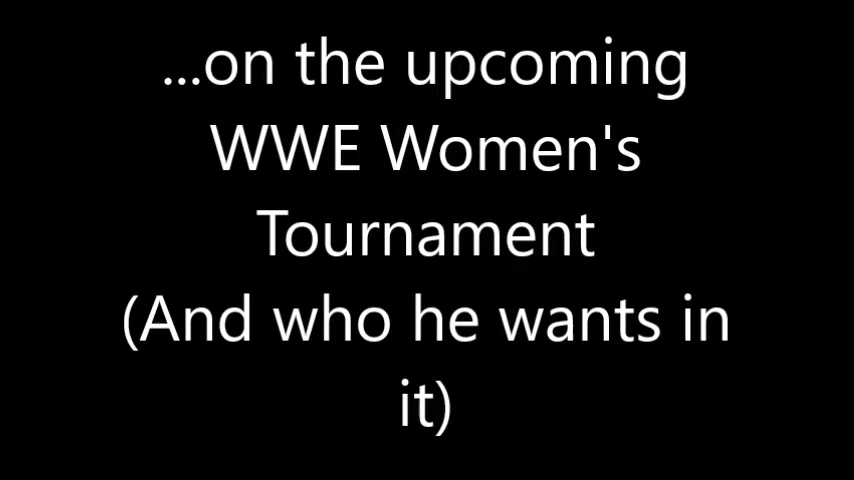 ...on the upcoming
WWE Women's
Tournament
(And who he wants in
it)